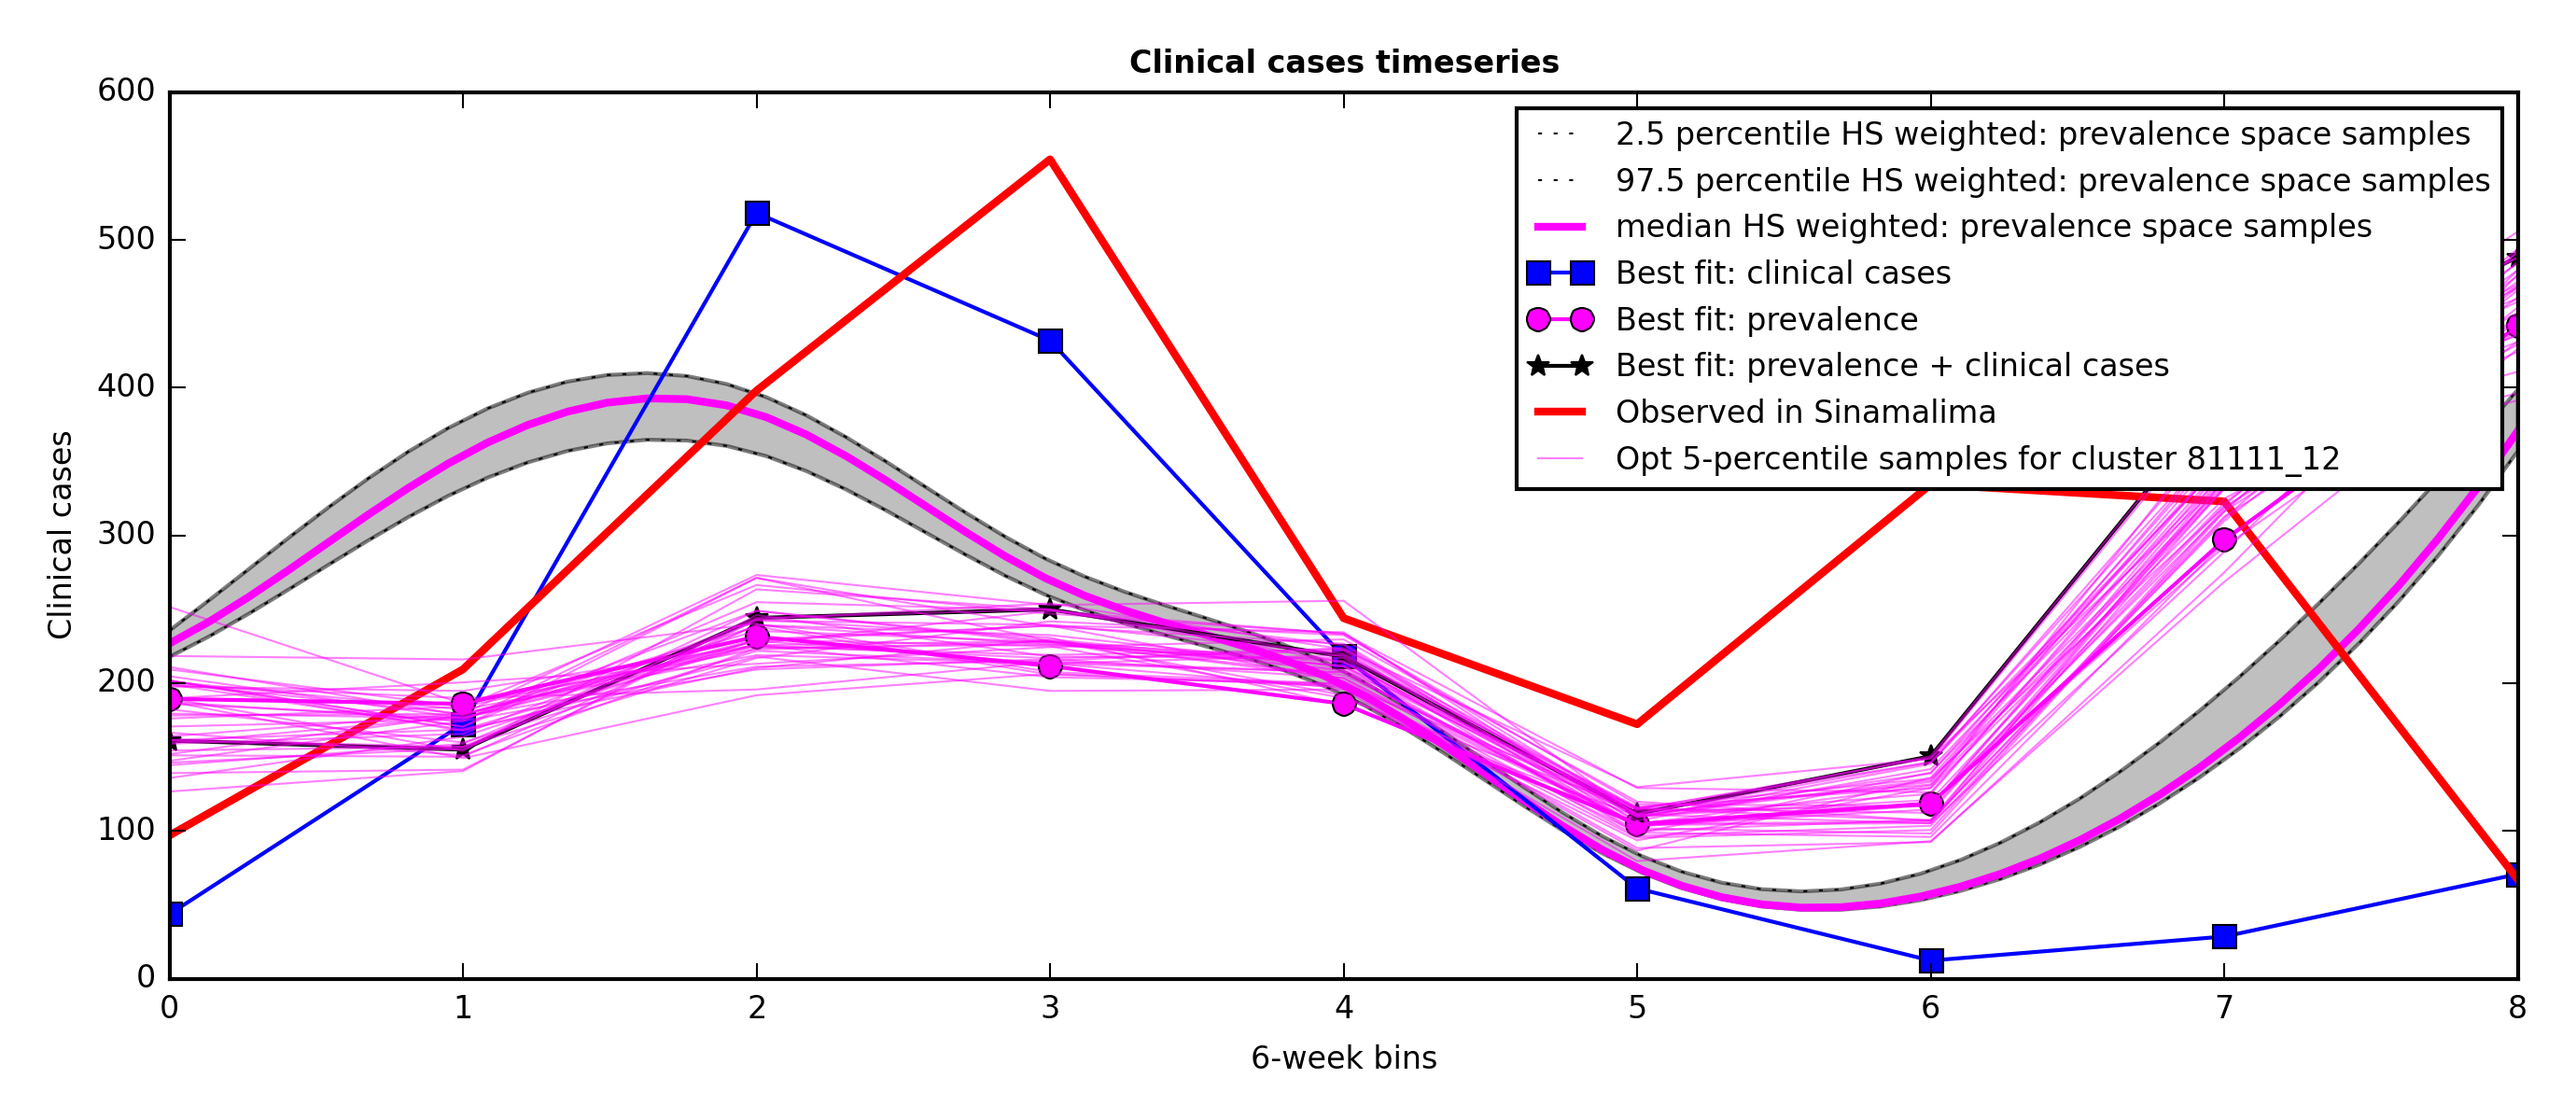 Clinical cases timeseries
600
500
400
300
200
100
0
Clinical cases
2.5 percentile HS weighted: prevalence space samples
97.5 percentile HS weighted: prevalence space samples
median HS weighted: prevalence space samples
Best fit: clinical cases
Best fit: prevalence
Best fit: prevalence + clinical cases
Observed in Sinamalima
Opt 5-percentile samples for cluster 81111_12
0 1 2 3 4 5 6 7 8
6-week bins